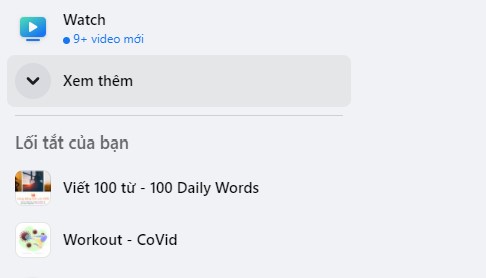 Watch
9+ video mới
Xem thêm
Lối tắt của bạn
Viết 100 từ - 100 Daily Words
Workout - CoVid